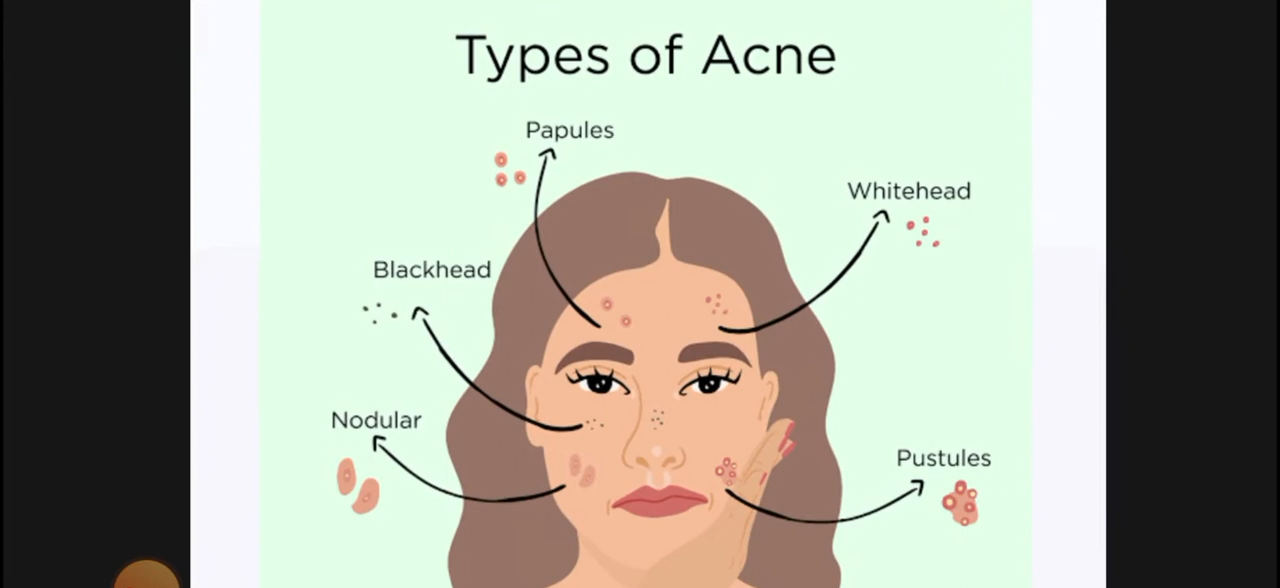 Types of Acne
Papules
Whitehead
Blackhead
Nodular
Pustules